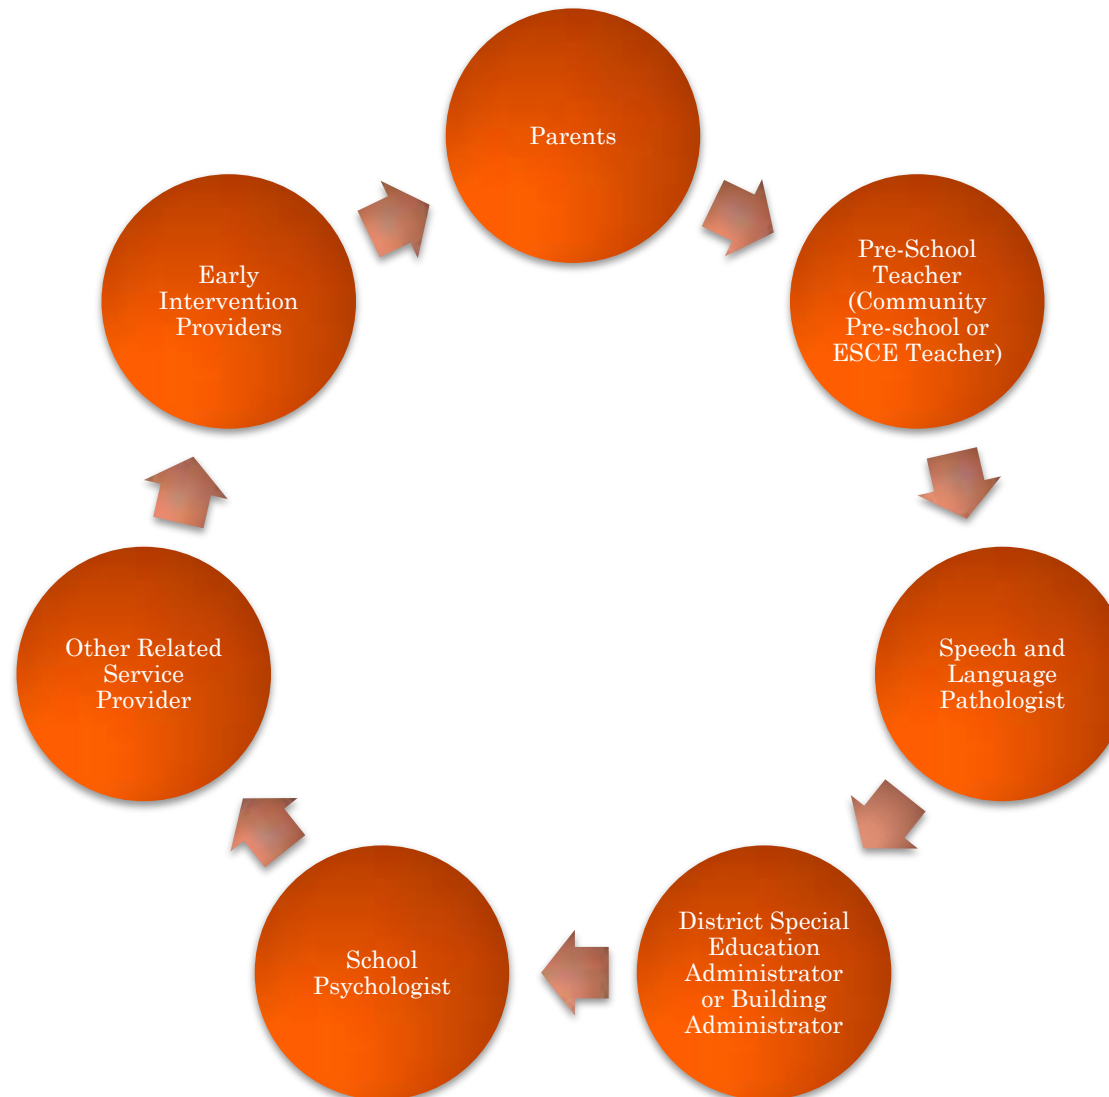 Parents
Pre-School
Teacher
(Community
Pre-school or
ESCE Teacher)
Speech and
Language
Pathologist
District Special
Education
Administrator
or Building
Administrator
School
Psychologist
Other Related
Service
Provider
Early
Intervention
Providers